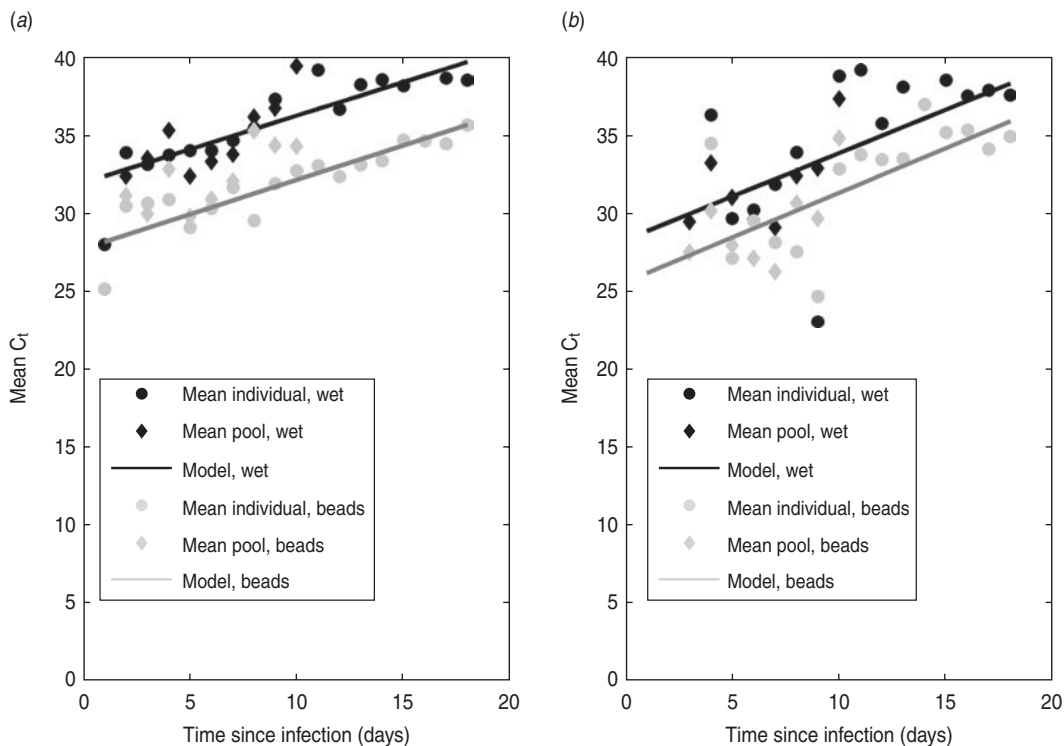 (a)
40
35
30
25
20
15
10
5
0
Mean Ct
Mean individual, wet
Mean pool, wet
Model, wet
Mean individual, beads
Mean pool, beads
Model, beads
0 5 10 15 20
Time since infection (days)
(b)
40
35
30
25
20
15
10
5
0
Mean Ct
Mean individual, wet
Mean pool, wet
Model, wet
Mean individual, beads
Mean pool, beads
Model, beads
0 5 10 15 20
Time since infection (days)